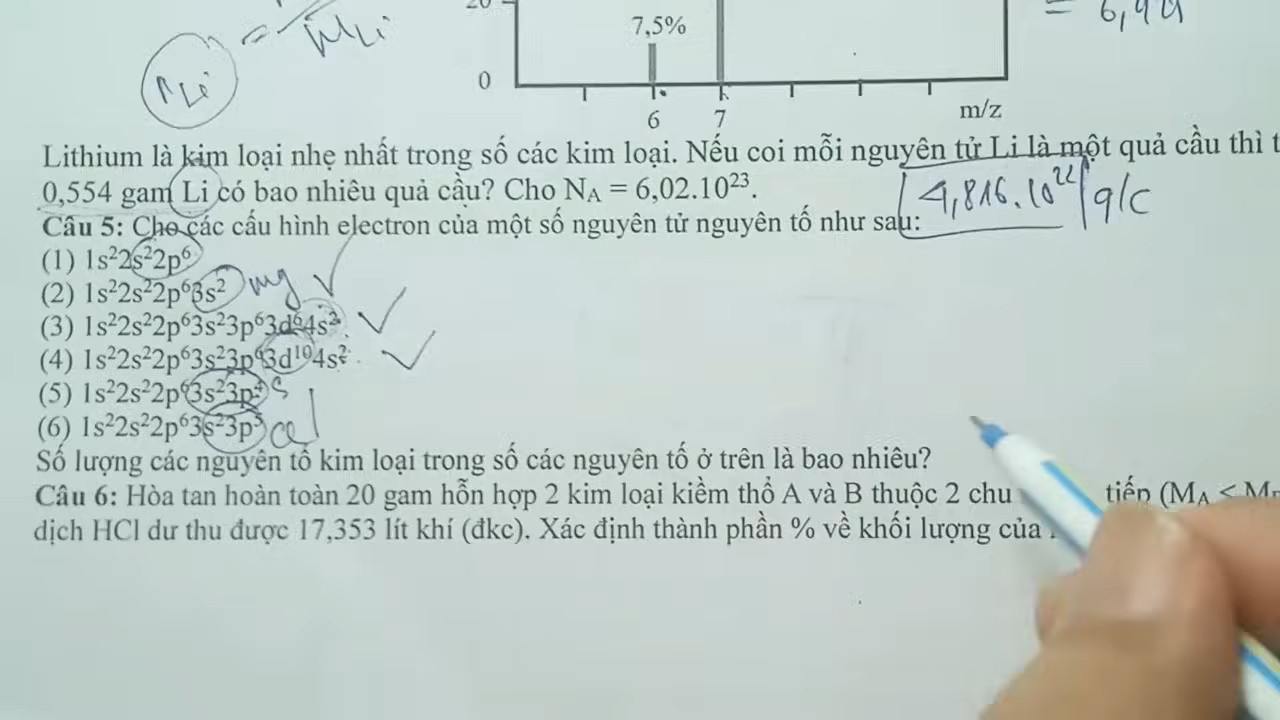 20
= 6,94
7,5%
MLi
nLi
=
0
6 7
m/z
Lithium là kim loại nhẹ nhất trong số các kim loại. Nếu coi mỗi nguyên tử Li là một quả cầu thì t
0,554 gam Li có bao nhiêu quả cầu? Cho N_A = 6,02.10²³.
4,816.10²² q/c
Câu 5: Cho các cấu hình electron của một số nguyên tử nguyên tố như sau:
(1) 1s²2s²2p⁶
(2) 1s²2s²2p⁶3s² mg
(3) 1s²2s²2p⁶3s²3p⁶3d⁶4s².
(4) 1s²2s²2p⁶3s²3p⁶3d¹⁰4s².
(5) 1s²2s²2p⁶3s²3p⁴ S
(6) 1s²2s²2p⁶3s²3p⁵ Cl
Số lượng các nguyên tố kim loại trong số các nguyên tố ở trên là bao nhiêu?
Câu 6: Hòa tan hoàn toàn 20 gam hỗn hợp 2 kim loại kiềm thổ A và B thuộc 2 chu tiếp (M_A < M
dịch HCl dư thu được 17,353 lít khí (đkc). Xác định thành phần % về khối lượng của